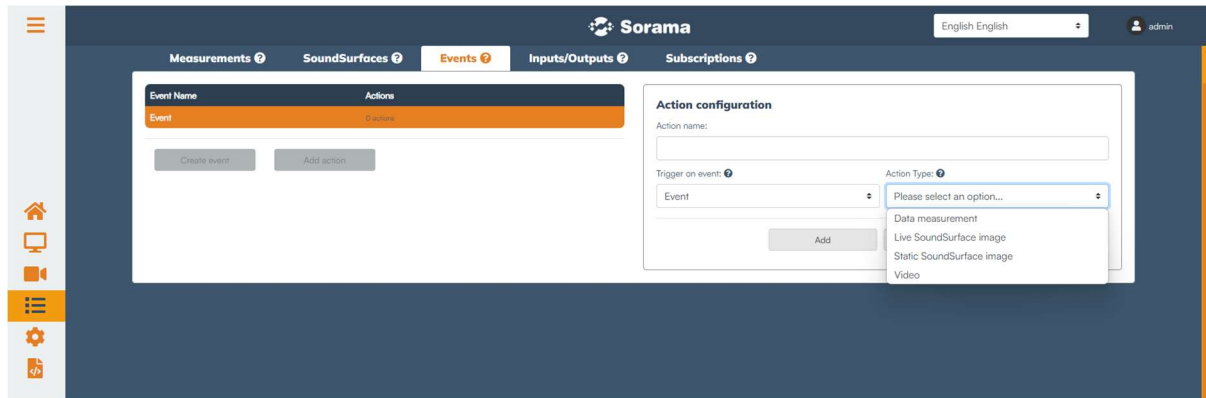 Sorama
English English
admin
Measurements
SoundSurfaces
Events
Inputs/Outputs
Subscriptions
Event Name Actions
Event 0 actions
Create event
Add action
Action configuration
Action name:
Trigger on event:
Action Type:
Event
Please select an option...
Data measurement
Live SoundSurface image
Static SoundSurface image
Video
Add